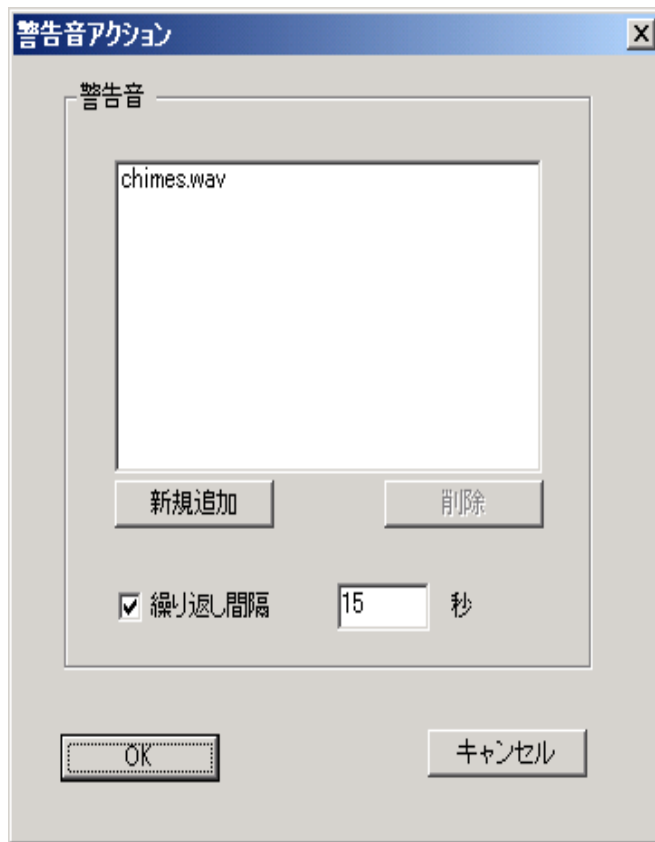 警告音アクション
警告音
chimes.wav
新規追加 削除
繰り返し間隔 15 秒
OK キャンセル